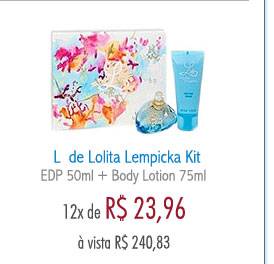 L de Lolita Lempicka Kit
EDP 50ml + Body Lotion 75ml
12x de R$ 23,96
à vista R$ 240,83